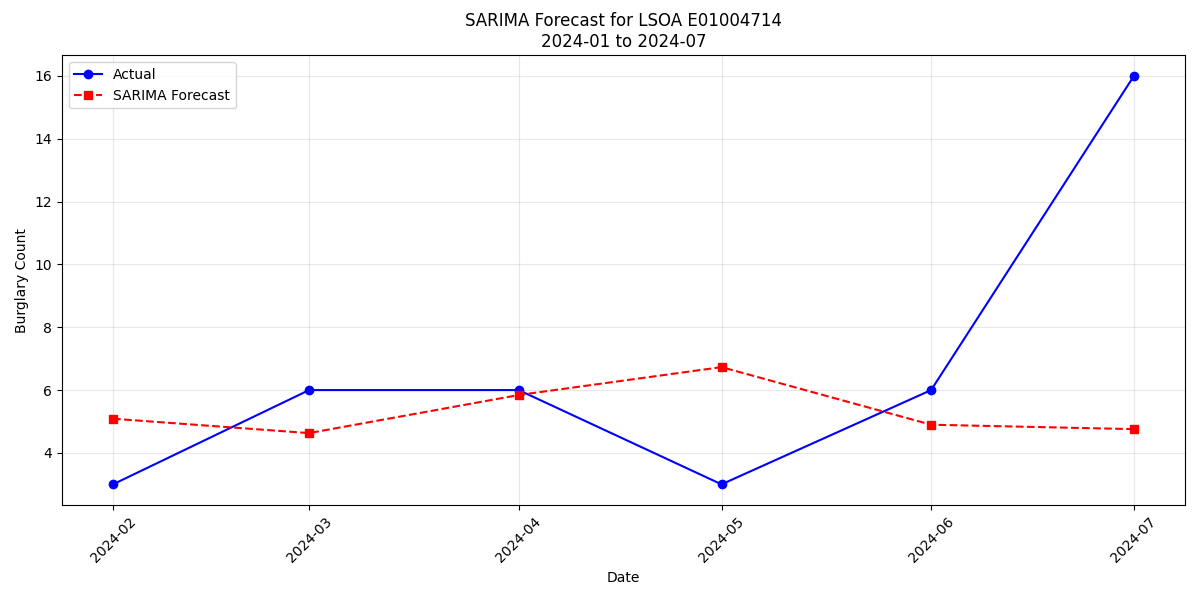 SARIMA Forecast for LSOA E01004714
2024-01 to 2024-07
Actual
SARIMA Forecast
Burglary Count
16
14
12
10
8
6
4
2024-02
2024-03
2024-04
2024-05
2024-06
2024-07
Date